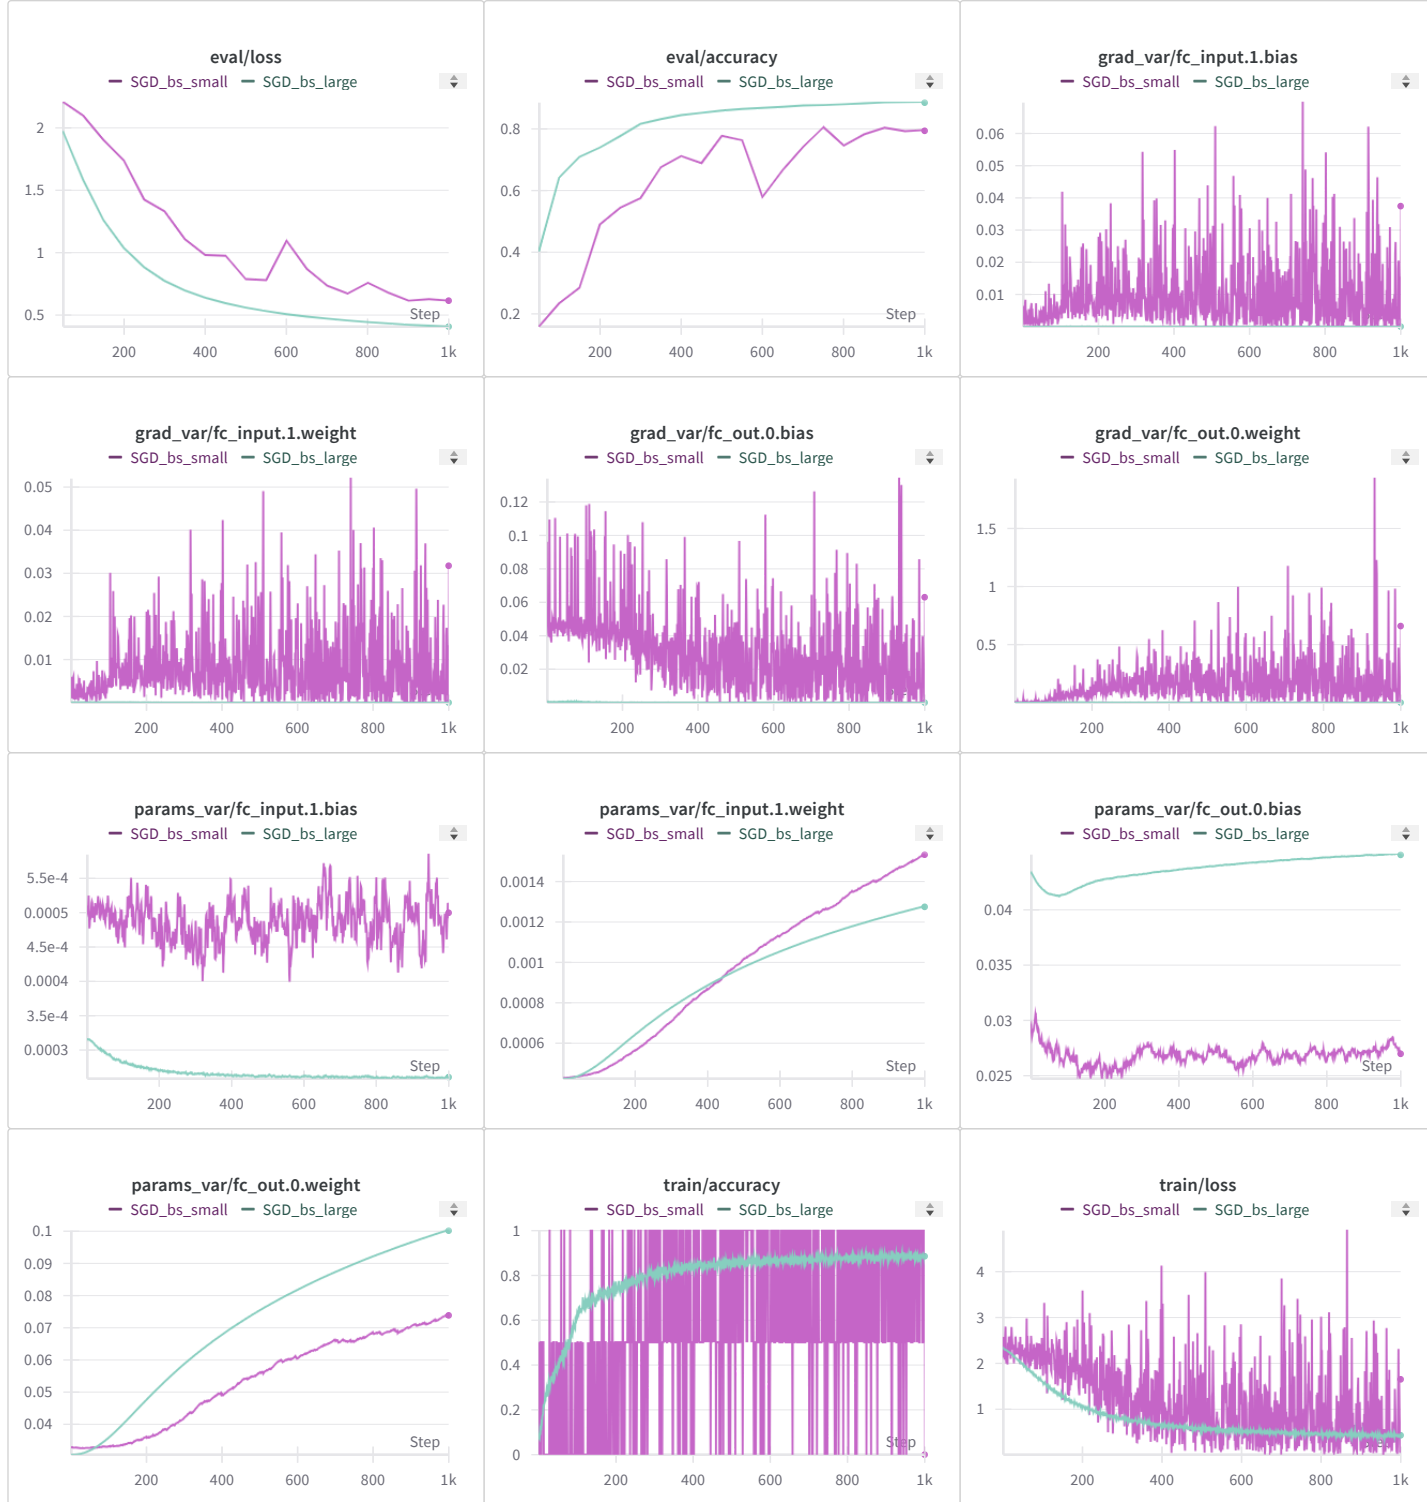 eval/loss
SGD_bs_small SGD_bs_large
2
1.5
1
0.5
Step
200 400 600 800 1k
eval/accuracy
SGD_bs_small SGD_bs_large
0.8
0.6
0.4
0.2
Step
200 400 600 800 1k
grad_var/fc_input.1.bias
SGD_bs_small SGD_bs_large
0.06
0.05
0.04
0.03
0.02
0.01
200 400 600 800 1k
grad_var/fc_input.1.weight
SGD_bs_small SGD_bs_large
0.05
0.04
0.03
0.02
0.01
200 400 600 800 1k
grad_var/fc_out.0.bias
SGD_bs_small SGD_bs_large
0.12
0.1
0.08
0.06
0.04
0.02
200 400 600 800 1k
grad_var/fc_out.0.weight
SGD_bs_small SGD_bs_large
1.5
1
0.5
200 400 600 800 1k
params_var/fc_input.1.bias
SGD_bs_small SGD_bs_large
5.5e-4
0.0005
4.5e-4
0.0004
3.5e-4
0.0003
Step
200 400 600 800 1k
params_var/fc_input.1.weight
SGD_bs_small SGD_bs_large
0.0014
0.0012
0.001
0.0008
0.0006
Step
200 400 600 800 1k
params_var/fc_out.0.bias
SGD_bs_small SGD_bs_large
0.04
0.035
0.03
0.025
Step
200 400 600 800 1k
params_var/fc_out.0.weight
SGD_bs_small SGD_bs_large
0.1
0.09
0.08
0.07
0.06
0.05
0.04
Step
200 400 600 800 1k
train/accuracy
SGD_bs_small SGD_bs_large
1
0.8
0.6
0.4
0.2
0
Step
200 400 600 800 1k
train/loss
SGD_bs_small SGD_bs_large
4
3
2
1
200 400 600 800 1k